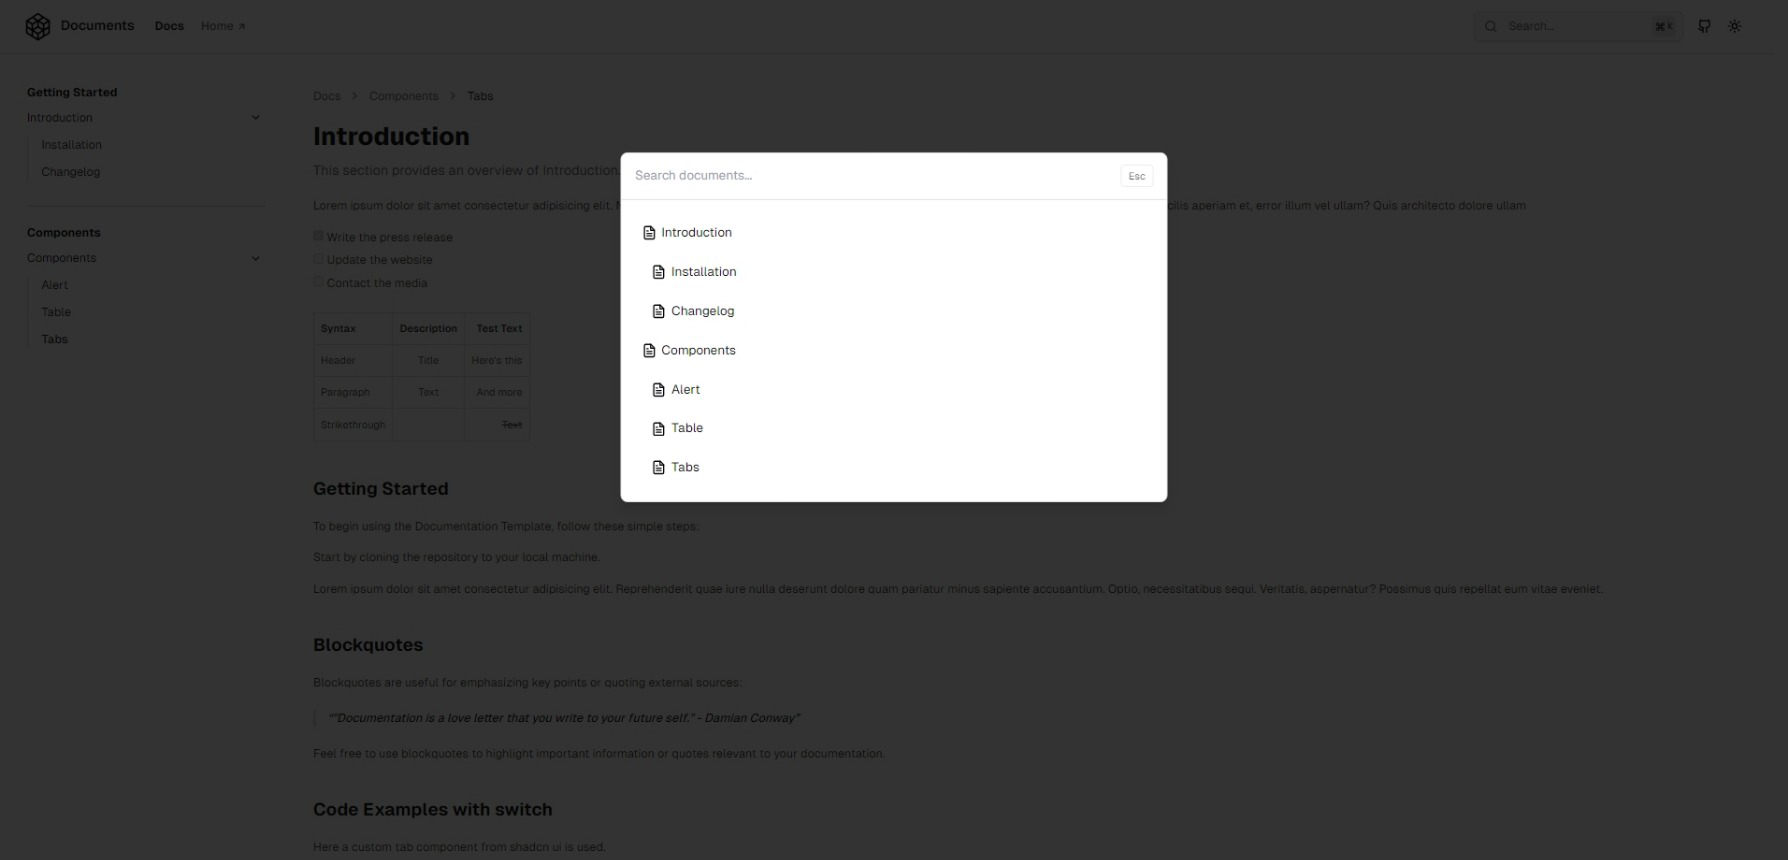 Documents Docs Home ↗ Search... ⌘ k
Getting Started
Introduction
Installation
Changelog
Components
Components
Alert
Table
Tabs
Docs > Components > Tabs
Introduction
This section provides an overview of Introduction.
Lorem ipsum dolor sit amet consectetur adipisicing elit. cilis aperiam et, error illum vel ullam? Quis architecto dolore ullam
Write the press release
Update the website
Contact the media
Syntax Description Test Text
Header Title Here's this
Paragraph Text And more
Strikethrough Text
Search documents... Esc
Introduction
Installation
Changelog
Components
Alert
Table
Tabs
Getting Started
To begin using the Documentation Template, follow these simple steps:
Start by cloning the repository to your local machine.
Lorem ipsum dolor sit amet consectetur adipisicing elit. Reprehenderit quae iure nulla deserunt dolore quam pariatur minus sapiente accusantium. Optio, necessitatibus sequi. Veritatis, aspernatur? Possimus quis repellat eum vitae eveniet.
Blockquotes
Blockquotes are useful for emphasizing key points or quoting external sources:
"“Documentation is a love letter that you write to your future self.” - Damian Conway"
Feel free to use blockquotes to highlight important information or quotes relevant to your documentation.
Code Examples with switch
Here a custom tab component from shadcn ui is used.